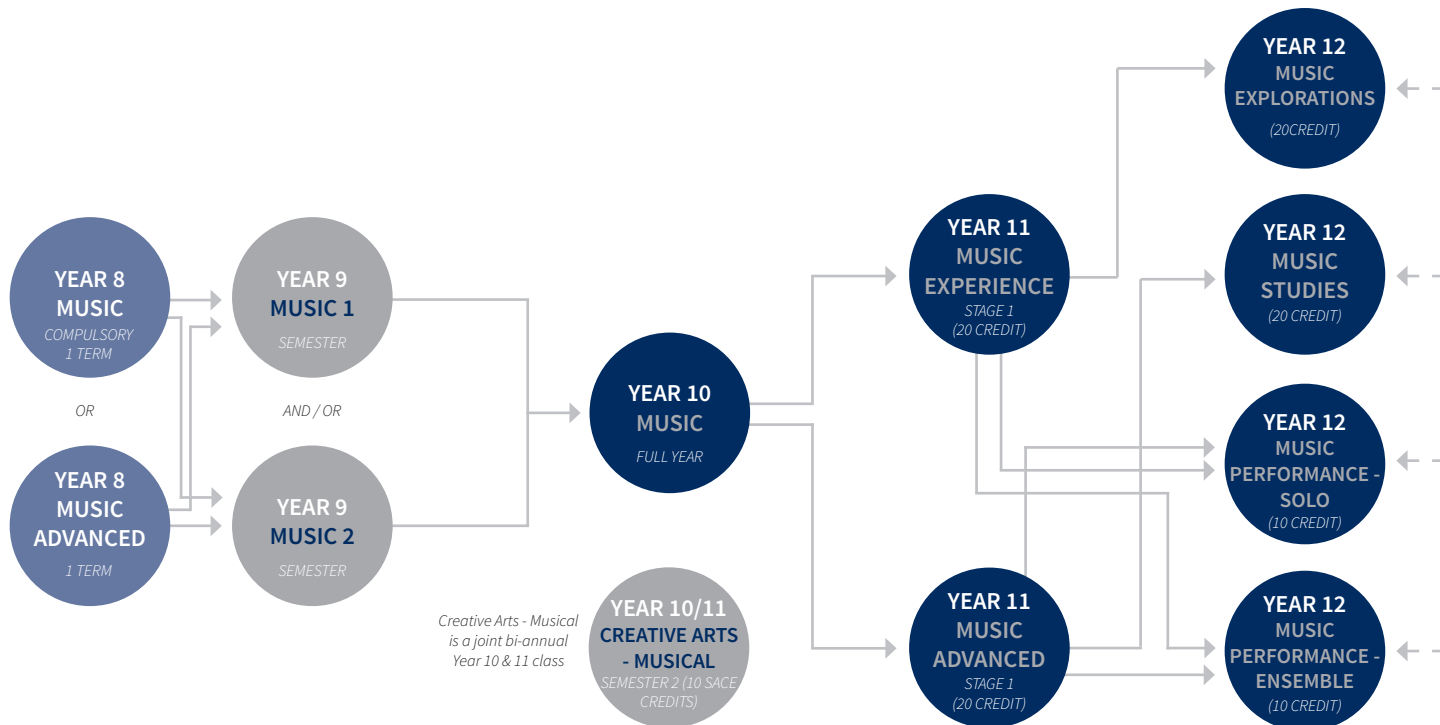 YEAR 8
MUSIC
COMPULSORY
1 TERM
OR
YEAR 8
MUSIC
ADVANCED
1 TERM
YEAR 9
MUSIC 1
SEMESTER
AND / OR
YEAR 9
MUSIC 2
SEMESTER
YEAR 10
MUSIC
FULL YEAR
Creative Arts - Musical
is a joint bi-annual
Year 10 & 11 class
YEAR 10/11
CREATIVE ARTS
- MUSICAL
SEMESTER 2 (10 SACE
CREDITS)
YEAR 11
MUSIC
EXPERIENCE
STAGE 1
(20 CREDIT)
YEAR 11
MUSIC
ADVANCED
STAGE 1
(20 CREDIT)
YEAR 12
MUSIC
EXPLORATIONS
(20CREDIT)
YEAR 12
MUSIC
STUDIES
(20 CREDIT)
YEAR 12
MUSIC
PERFORMANCE -
SOLO
(10 CREDIT)
YEAR 12
MUSIC
PERFORMANCE -
ENSEMBLE
(10 CREDIT)